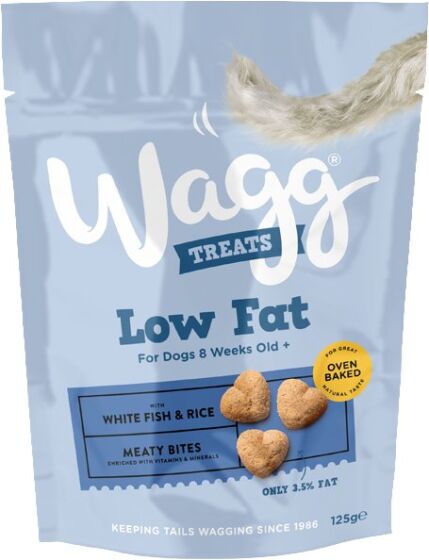 Wagg®
TREATS
Low Fat
For Dogs 8 Weeks Old +
FOR GREAT
OVEN
BAKED
NATURAL TASTE
WITH
WHITE FISH & RICE
MEATY BITES
ENRICHED WITH VITAMINS & MINERALS
ONLY 3.5% FAT
KEEPING TAILS WAGGING SINCE 1986
125g℮